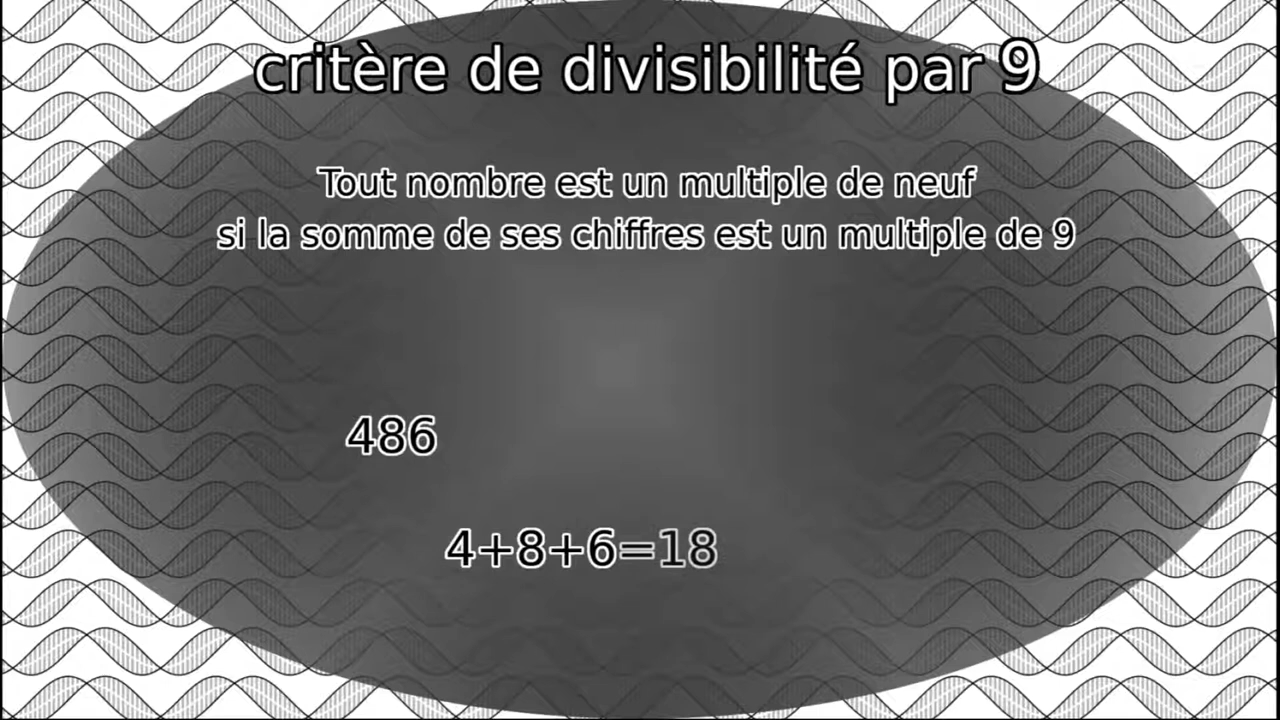 critère de divisibilité par 9
Tout nombre est un multiple de neuf
si la somme de ses chiffres est un multiple de 9
486
4+8+6=18